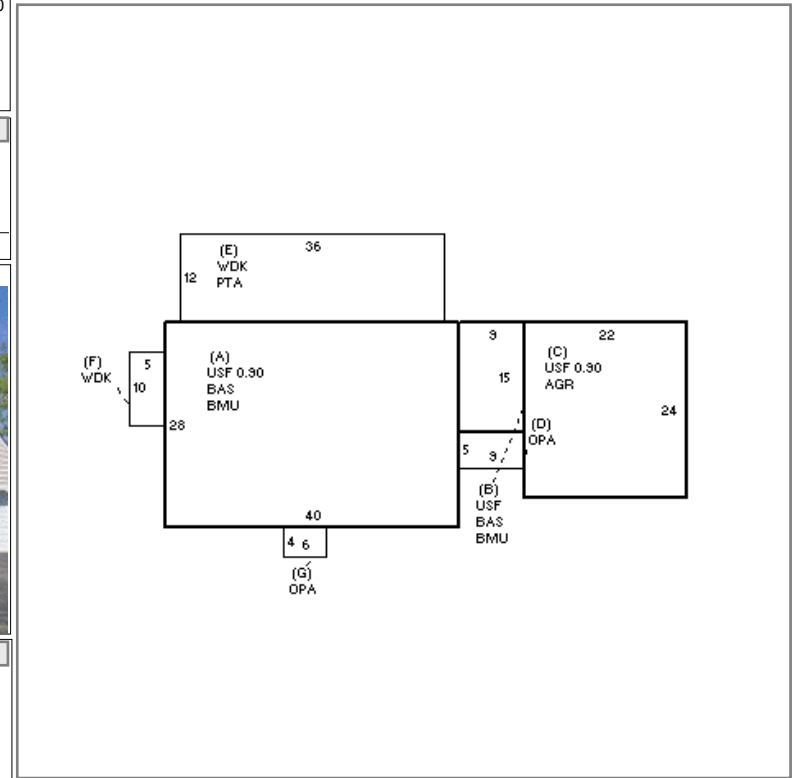 (E)
WDK
PTA
36
12
(F)
WDK
5
10
(A)
USF 0.90
BAS
BMU
28
40
9
15
(C)
USF 0.90
AGR
22
24
(D)
OPA
5
9
(B)
USF
BAS
BMU
4
6
(G)
OPA